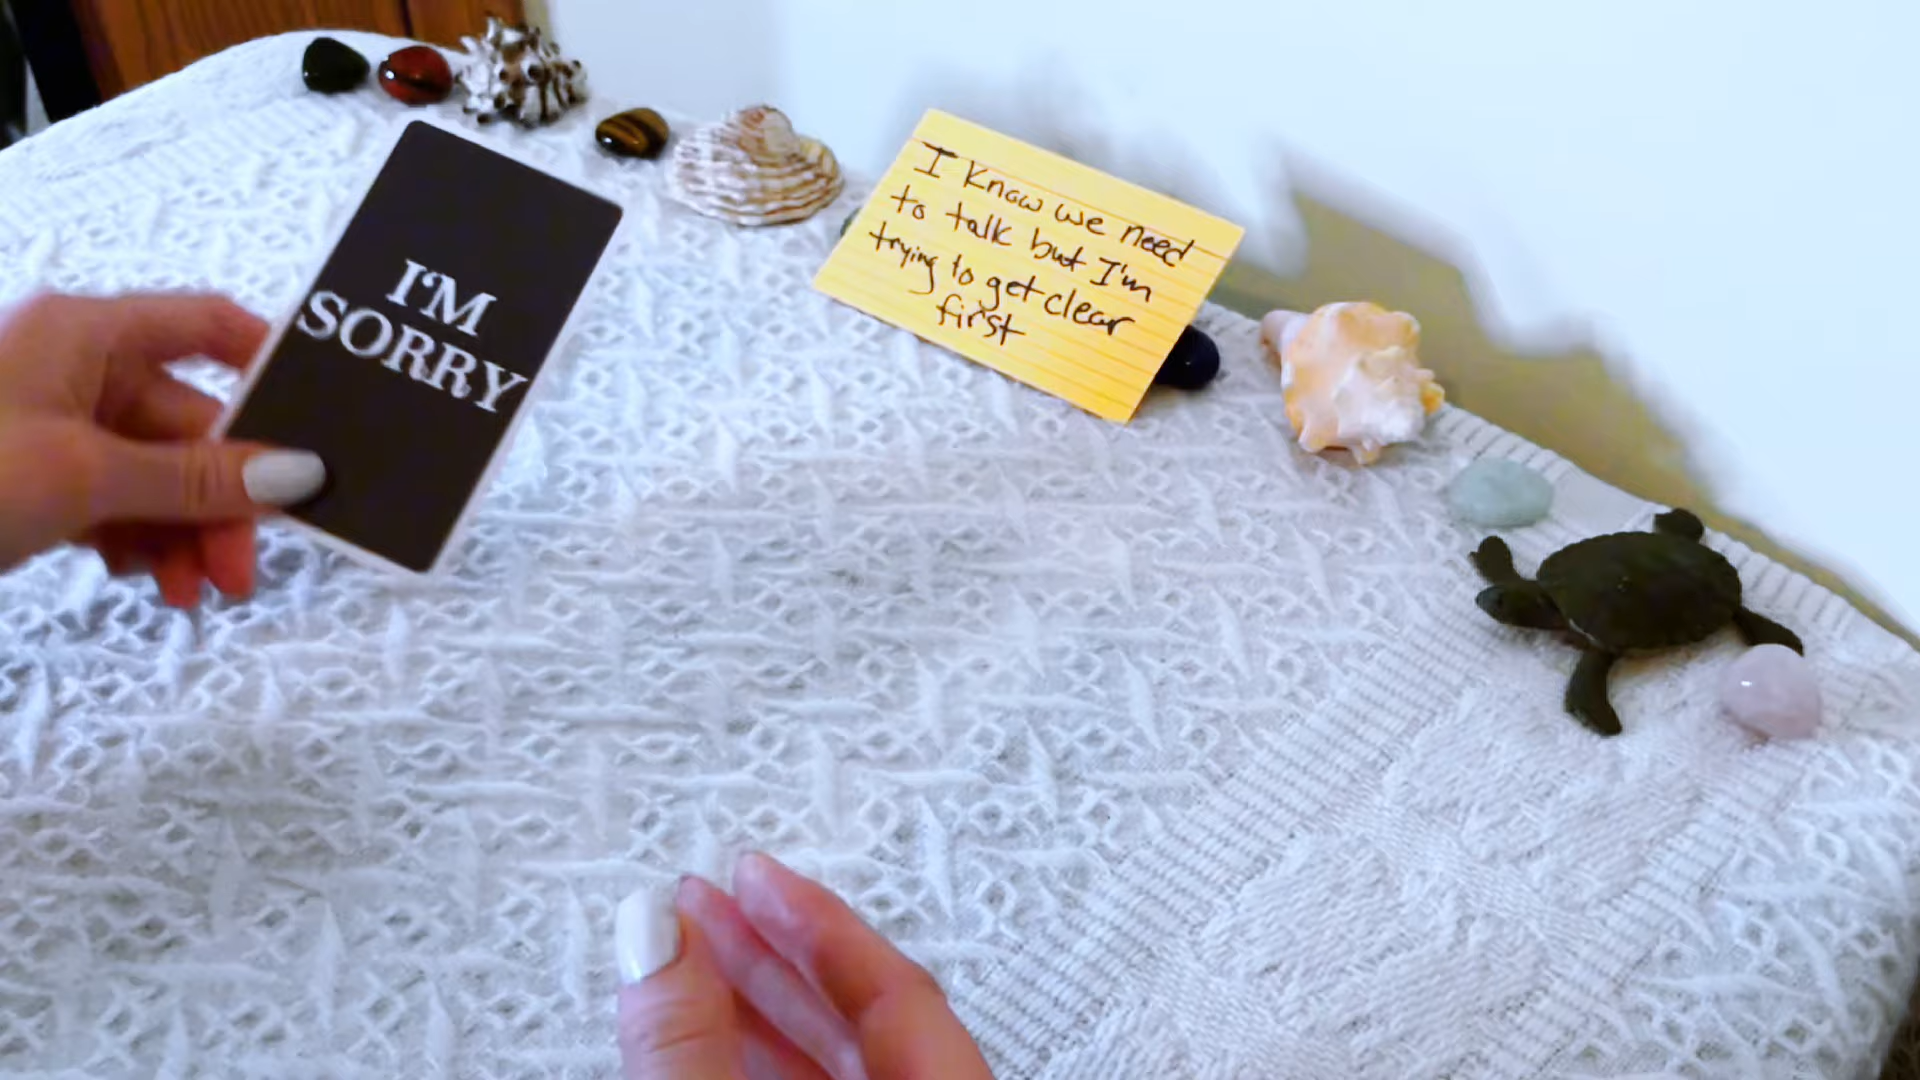 I'M
SORRY
I know we need
to talk but I'm
trying to get clear
first